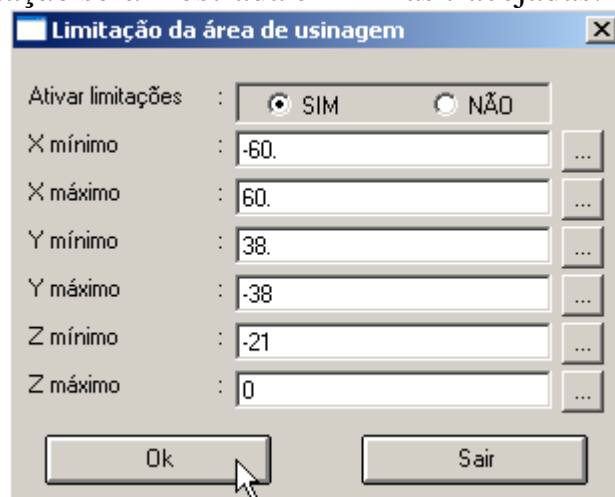 Limitação da área de usinagem
Ativar limitações : SIM NÃO
X mínimo : -60. ...
X máximo : 60. ...
Y mínimo : 38. ...
Y máximo : -38 ...
Z mínimo : -21 ...
Z máximo : 0 ...
Ok Sair